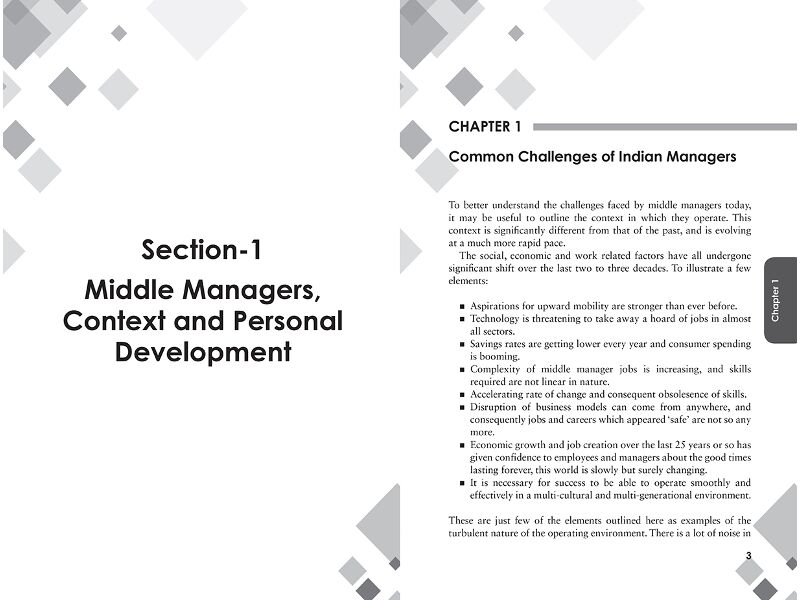 Section-1
Middle Managers,
Context and Personal
Development
CHAPTER 1
Common Challenges of Indian Managers
To better understand the challenges faced by middle managers today,
it may be useful to outline the context in which they operate. This
context is significantly different from that of the past, and is evolving
at a much more rapid pace.
The social, economic and work related factors have all undergone
significant shift over the last two to three decades. To illustrate a few
elements:
■ Aspirations for upward mobility are stronger than ever before.
■ Technology is threatening to take away a hoard of jobs in almost
all sectors.
■ Savings rates are getting lower every year and consumer spending
is booming.
■ Complexity of middle manager jobs is increasing, and skills
required are not linear in nature.
■ Accelerating rate of change and consequent obsolesence of skills.
■ Disruption of business models can come from anywhere, and
consequently jobs and careers which appeared ‘safe’ are not so any
more.
■ Economic growth and job creation over the last 25 years or so has
given confidence to employees and managers about the good times
lasting forever, this world is slowly but surely changing.
■ It is necessary for success to be able to operate smoothly and
effectively in a multi-cultural and multi-generational environment.
These are just few of the elements outlined here as examples of the
turbulent nature of the operating environment. There is a lot of noise in
3
Chapter 1